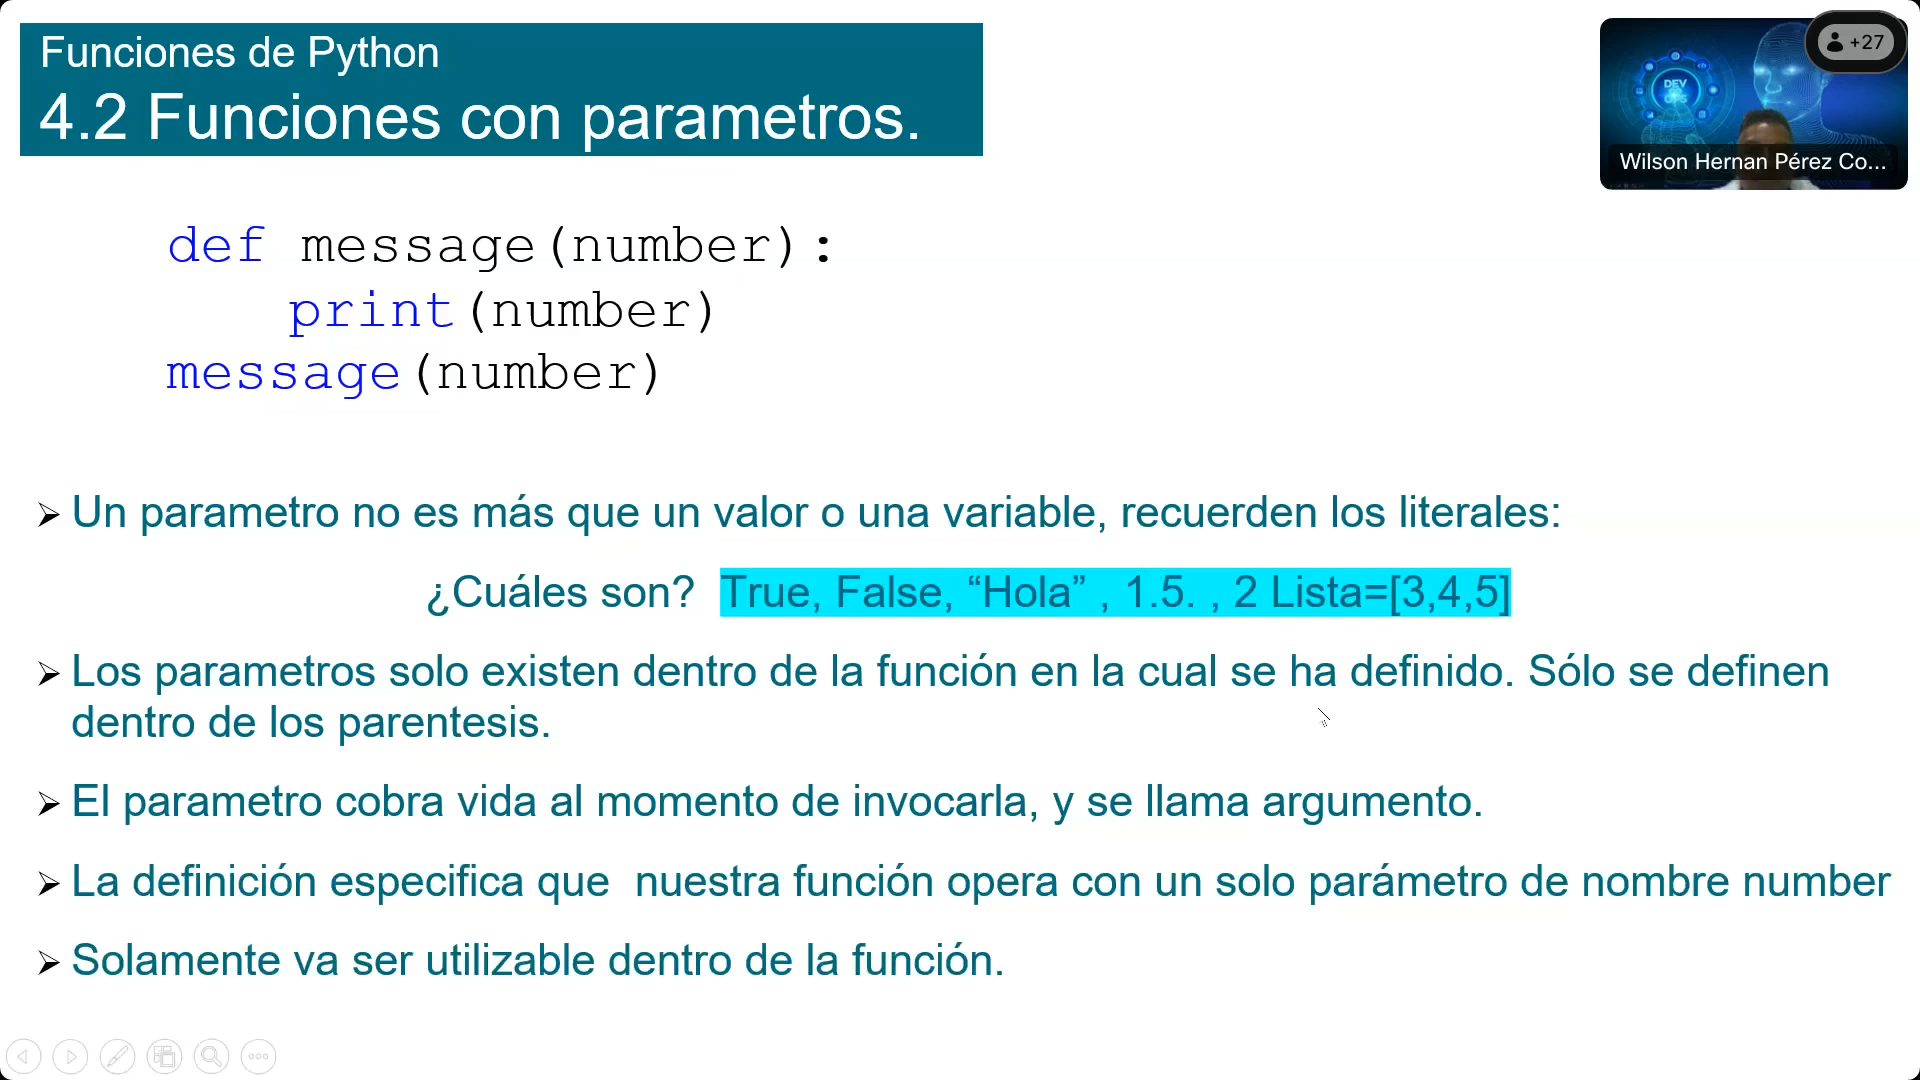 Funciones de Python
4.2 Funciones con parametros.
+27
DEV
OPS
Wilson Hernan Pérez Co...
def message(number):
print(number)
message(number)
➢ Un parametro no es más que un valor o una variable, recuerden los literales:
¿Cuáles son? True, False, “Hola” , 1.5. , 2 Lista=[3,4,5]
➢ Los parametros solo existen dentro de la función en la cual se ha definido. Sólo se definen
dentro de los parentesis.
➢ El parametro cobra vida al momento de invocarla, y se llama argumento.
➢ La definición especifica que  nuestra función opera con un solo parámetro de nombre number
➢ Solamente va ser utilizable dentro de la función.